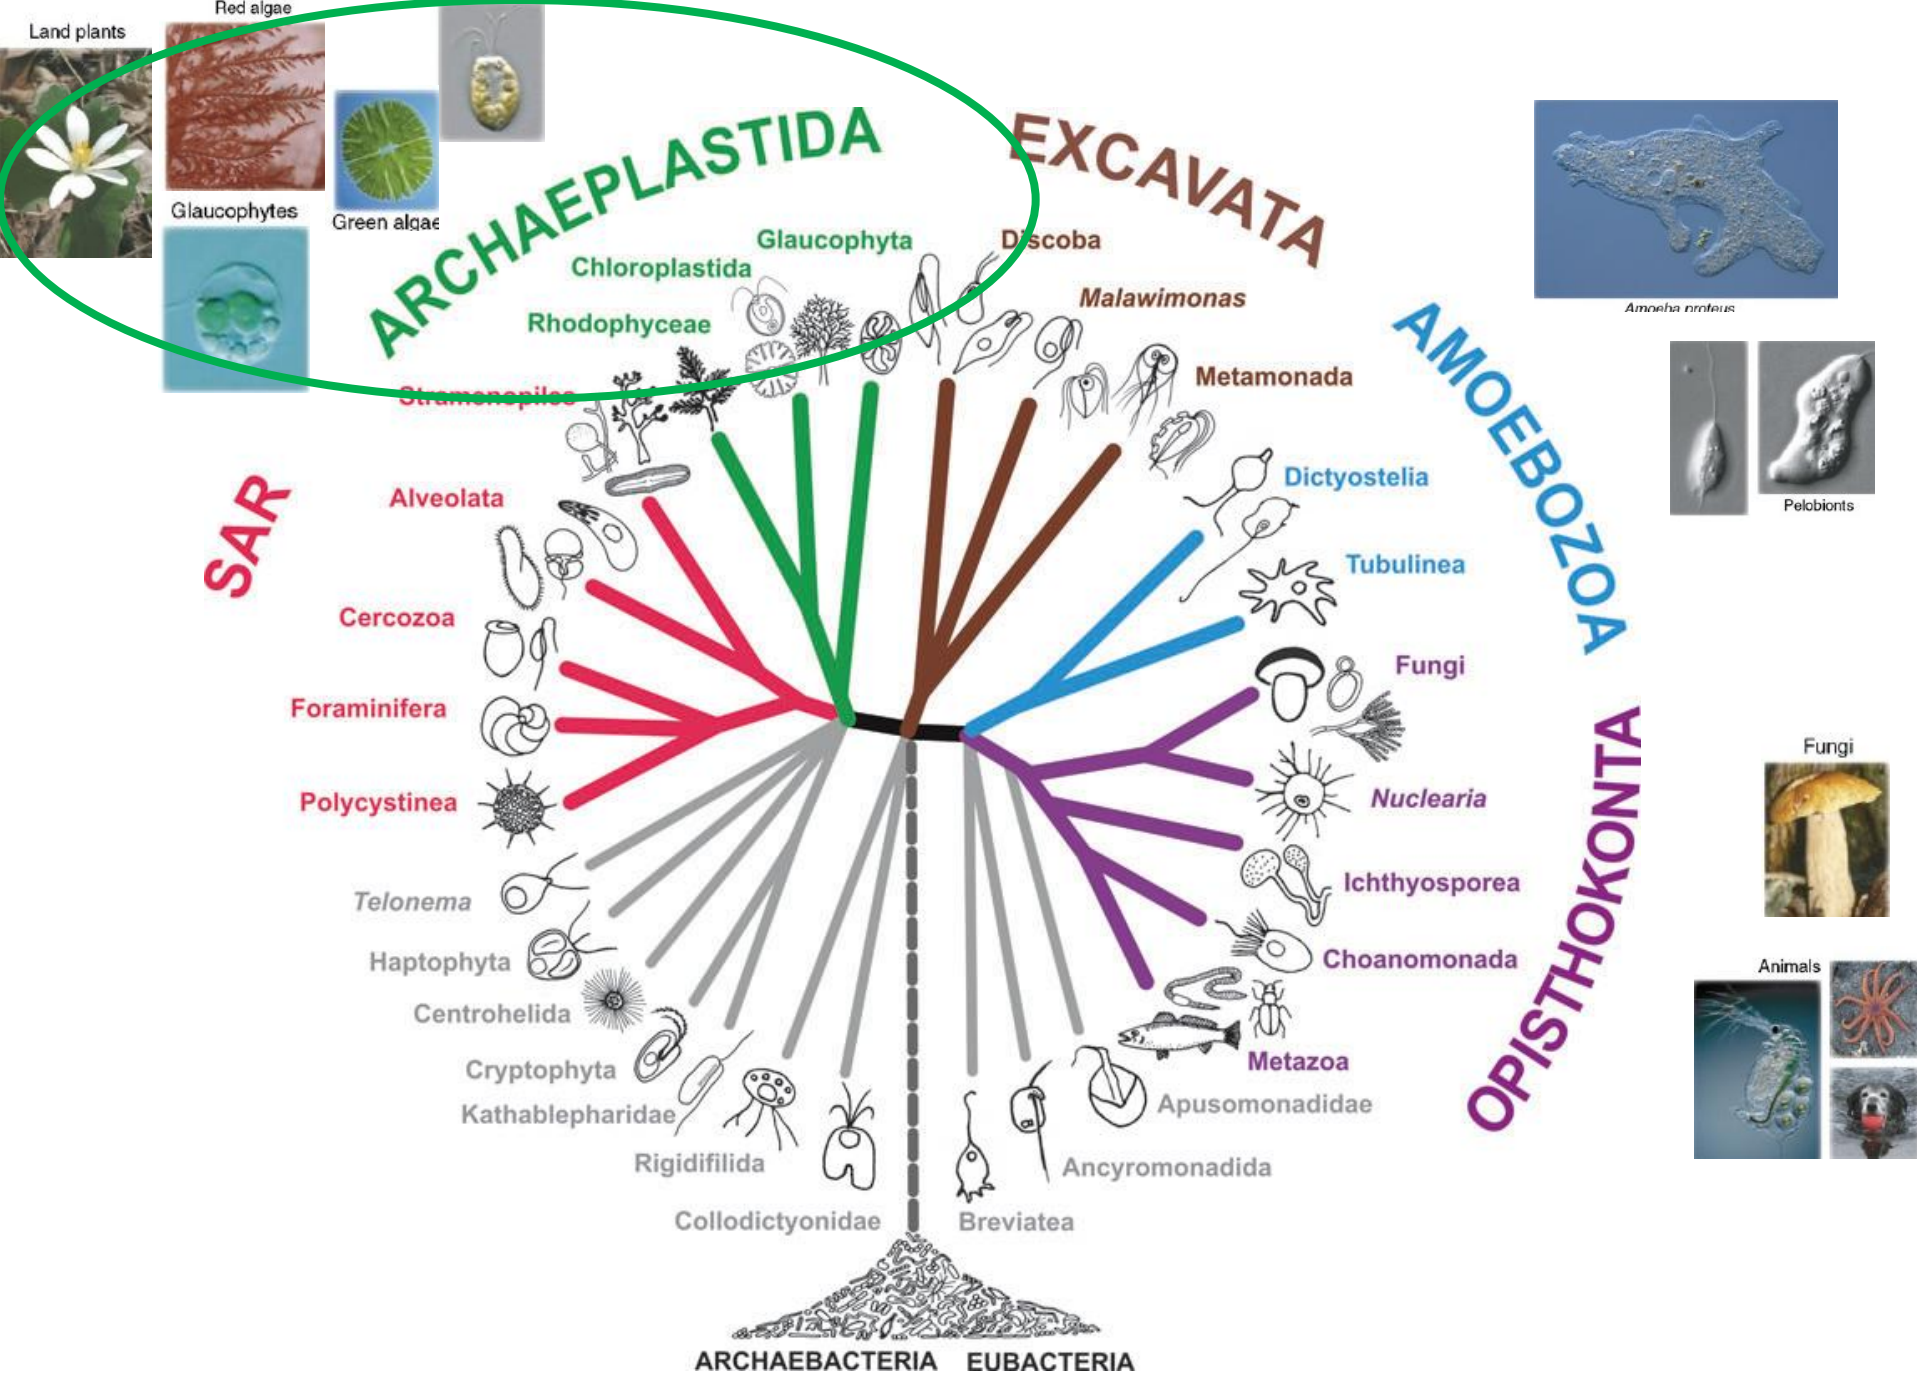 Red algae
Land plants
Glaucophytes
Green algae
ARCHAEPLASTIDA
EXCAVATA
AMOEBOZOA
OPISTHOKONTA
SAR
Glaucophyta
Chloroplastida
Rhodophyceae
Stramenopiles
Alveolata
Cercozoa
Foraminifera
Polycystinea
Telonema
Haptophyta
Centrohelida
Cryptophyta
Kathablepharidae
Rigidifilida
Collodictyonidae
Discoba
Malawimonas
Metamonada
Dictyostelia
Tubulinea
Fungi
Nuclearia
Ichthyosporea
Choanomonada
Metazoa
Apusomonadidae
Ancyromonadida
Breviatea
Amoeba proteus
Pelobionts
Fungi
Animals
ARCHAEBACTERIA EUBACTERIA